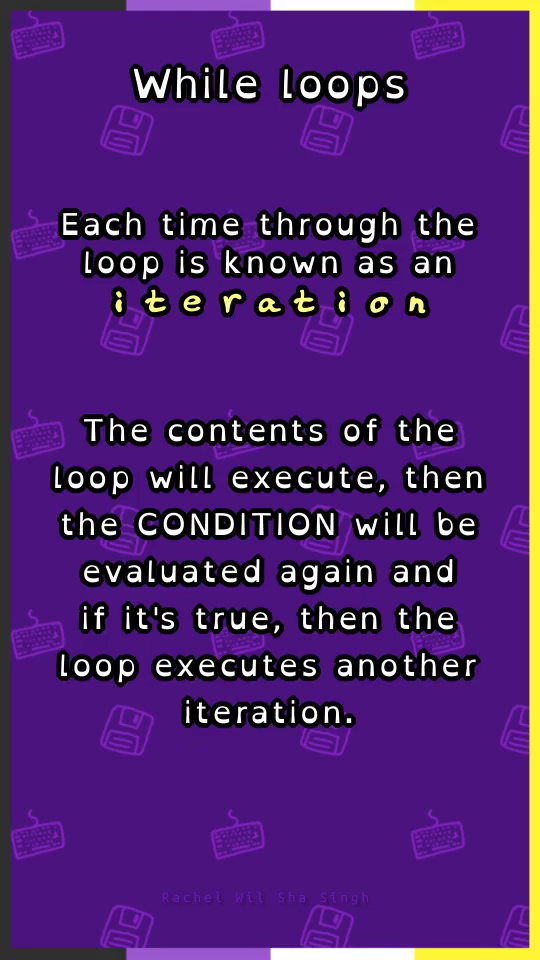 While loops
Each time through the
loop is known as an
iteration
The contents of the
loop will execute, then
the CONDITION will be
evaluated again and
if it's true, then the
loop executes another
iteration.
Rachel Wil Sha Singh